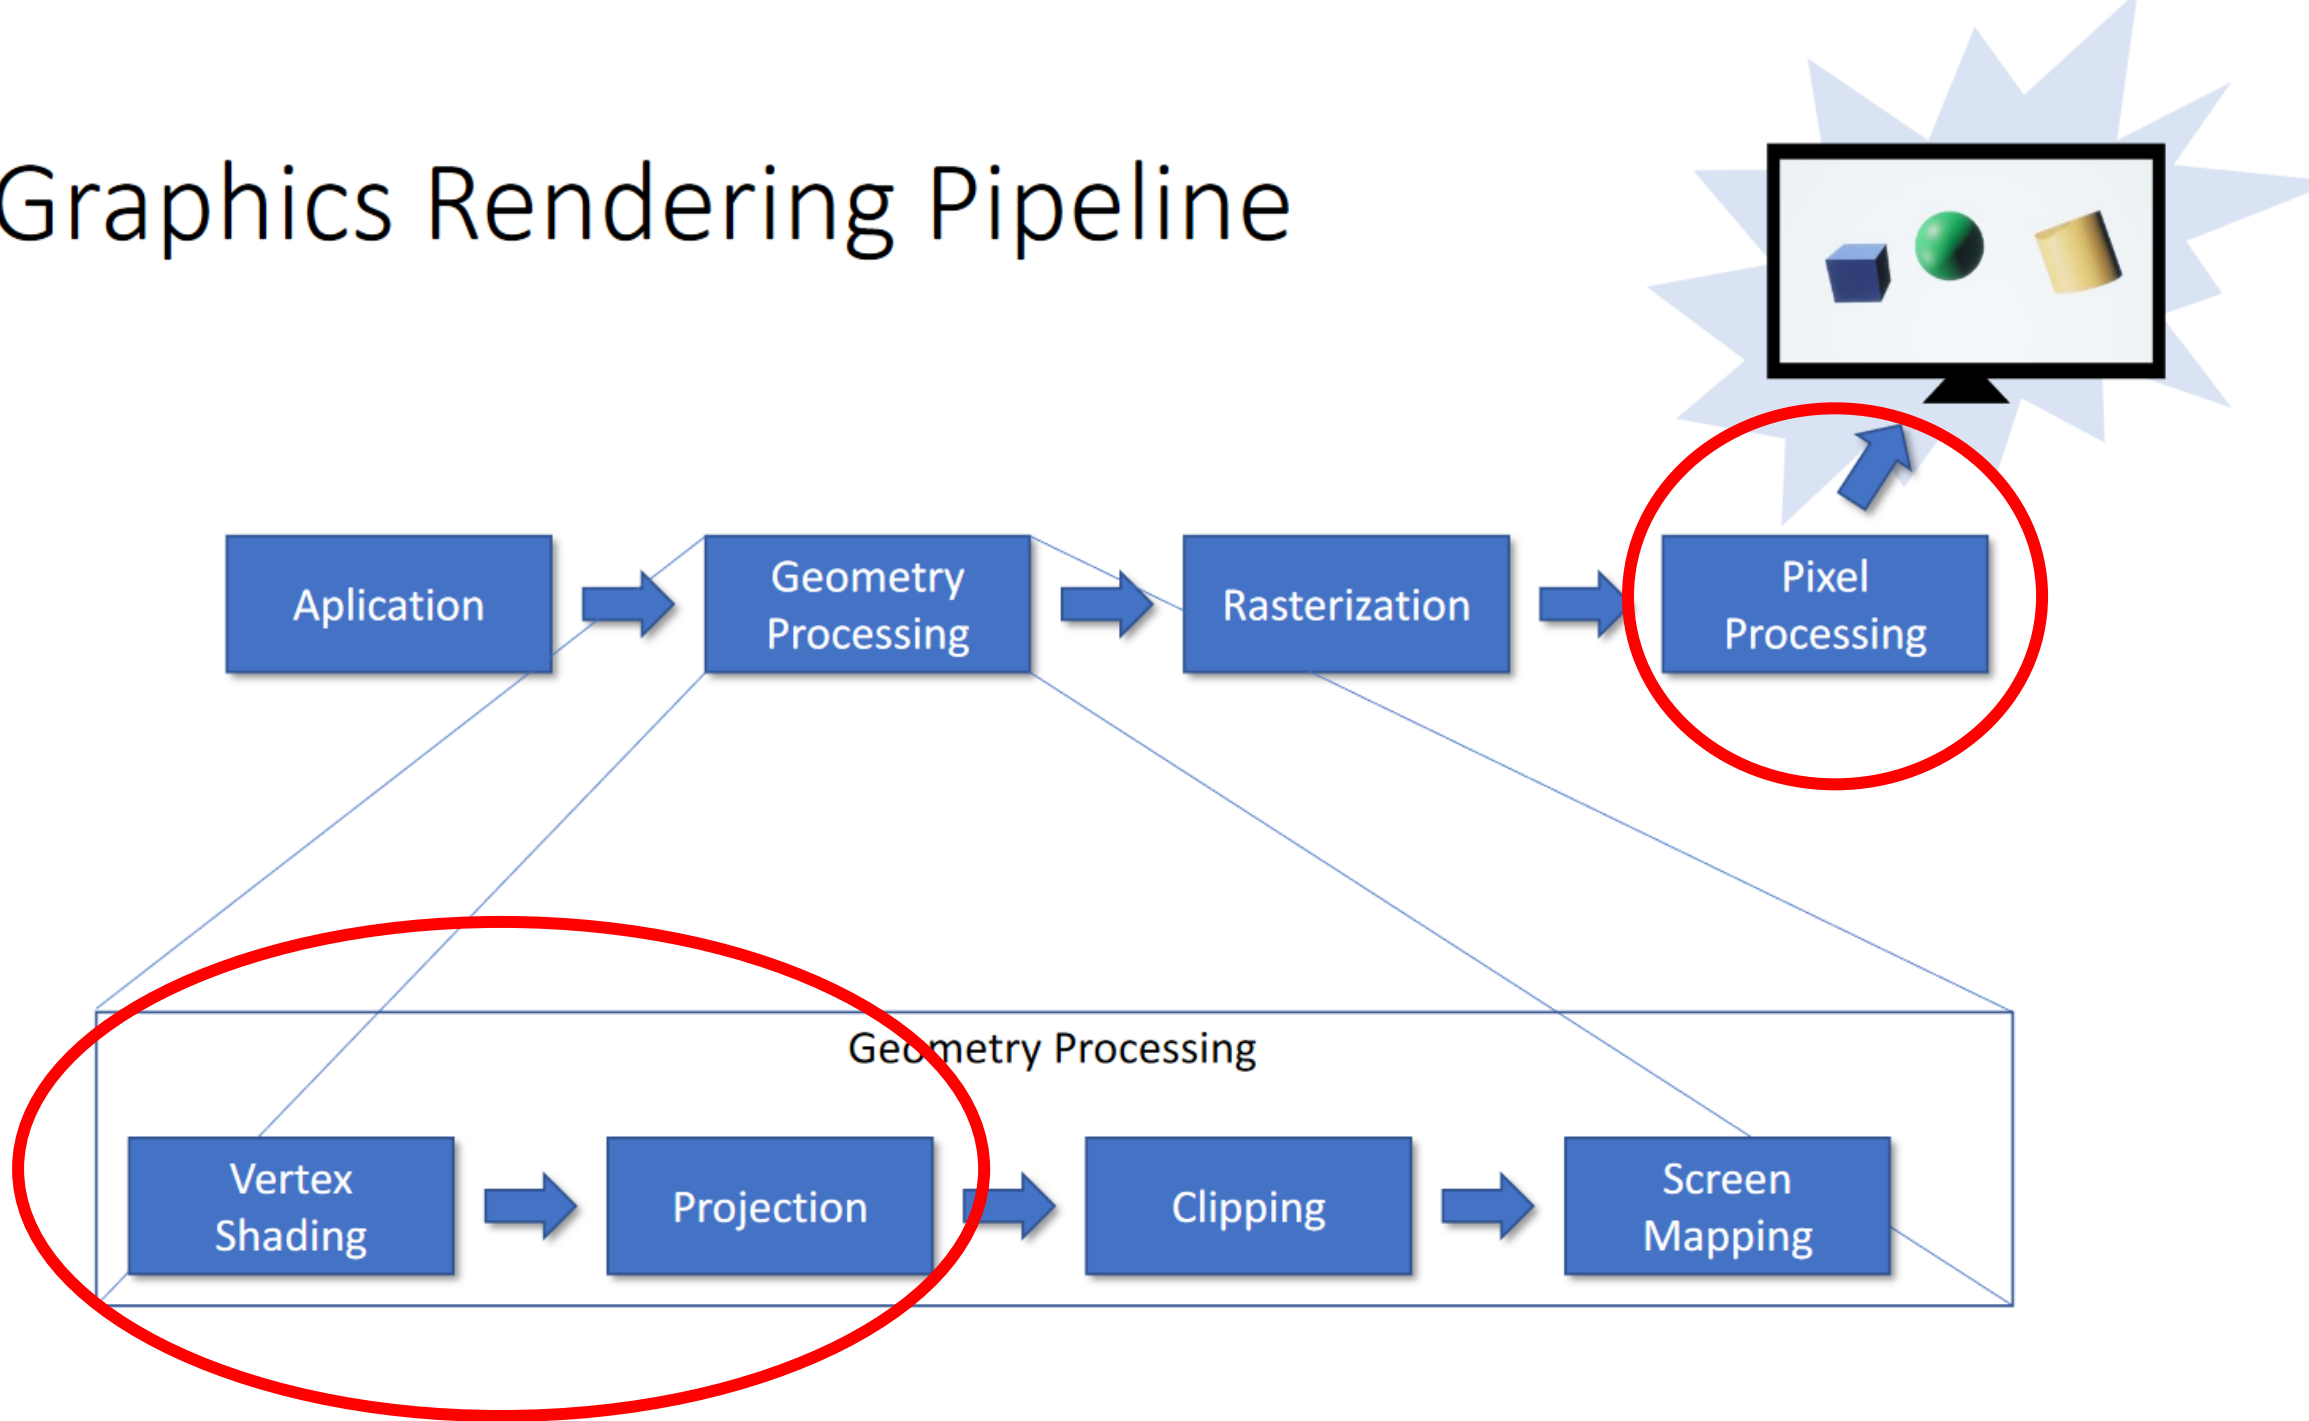 Graphics Rendering Pipeline
Aplication
Geometry
Processing
Rasterization
Pixel
Processing
Geometry Processing
Vertex
Shading
Projection
Clipping
Screen
Mapping